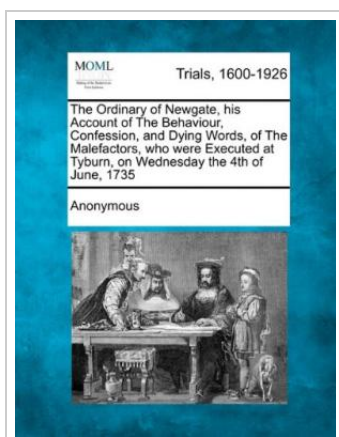 MOML
Trials, 1600-1926
The Ordinary of Newgate, his
Account of The Behaviour,
Confession, and Dying Words, of The
Malefactors, who were Executed at
Tyburn, on Wednesday the 4th of
June, 1735
Anonymous